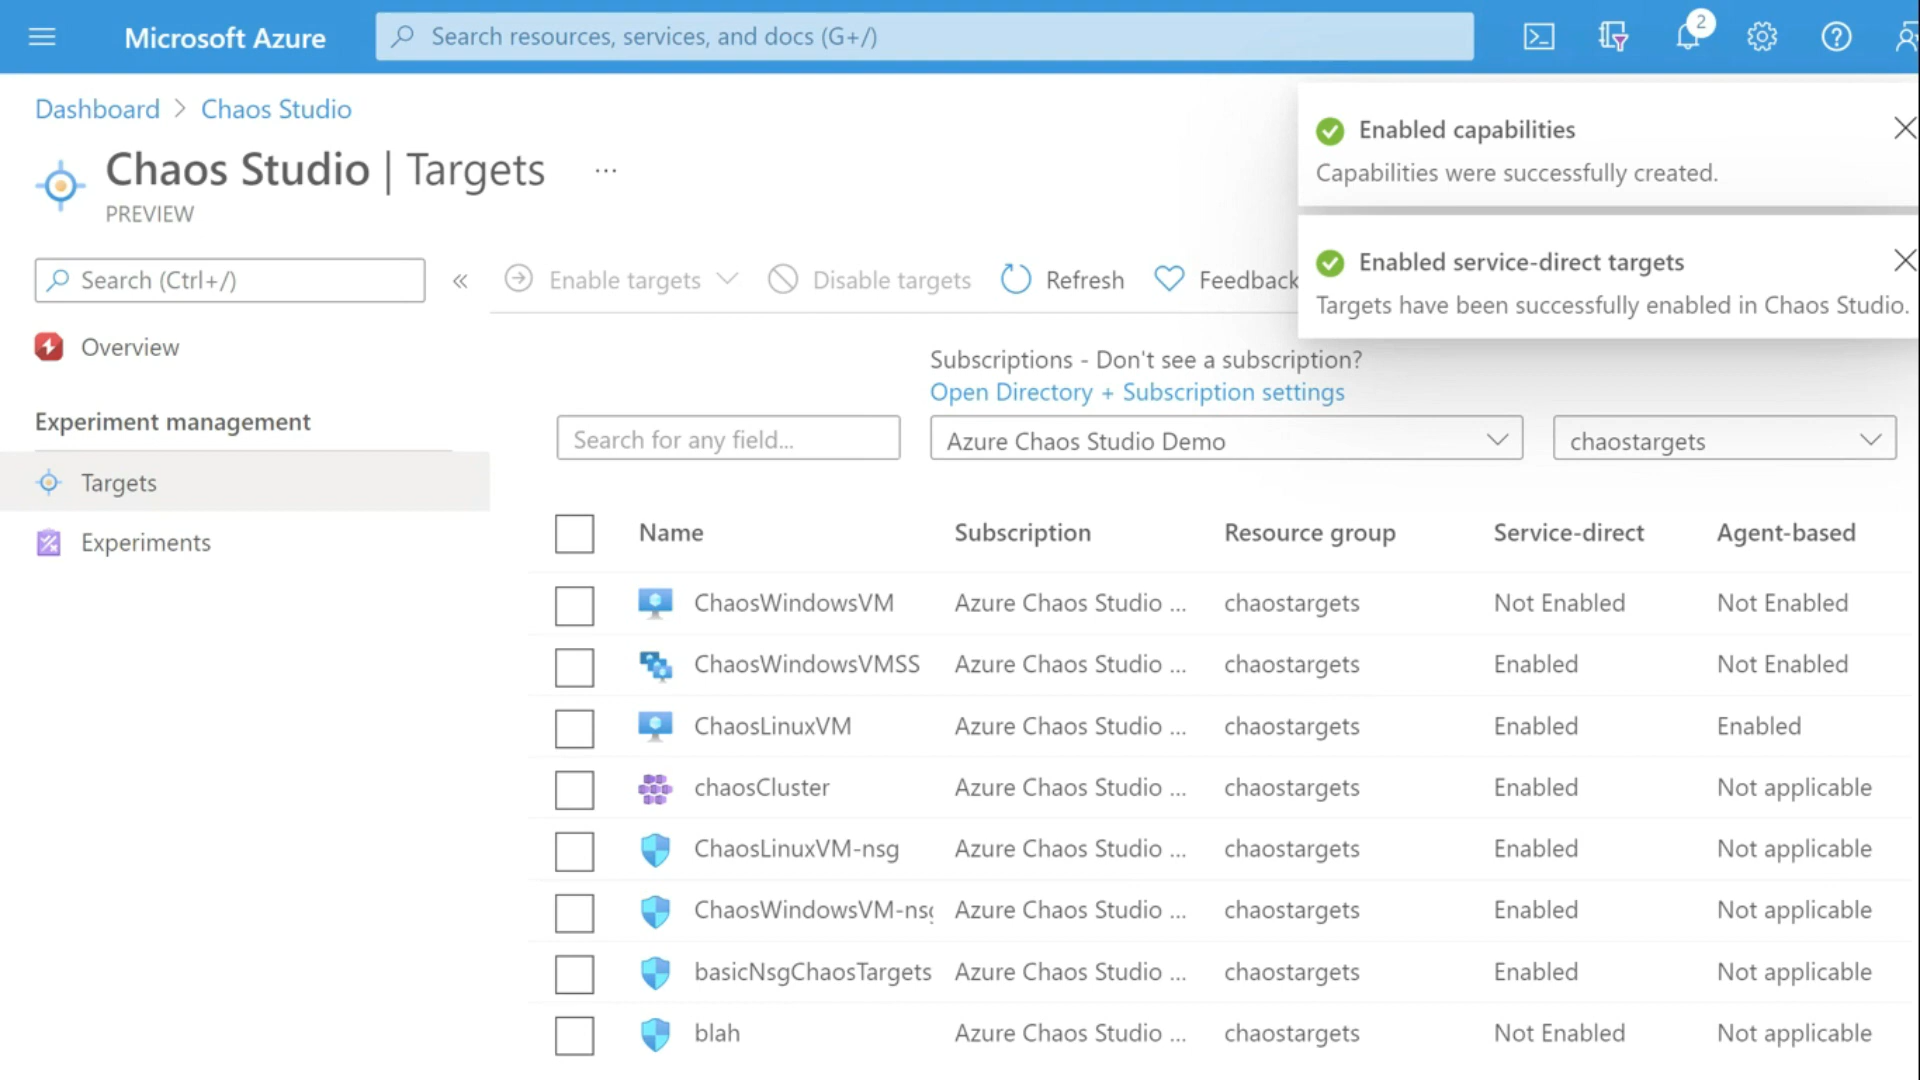 Microsoft Azure
Search resources, services, and docs (G+/)
2
Dashboard > Chaos Studio
Chaos Studio | Targets ...
PREVIEW
Enabled capabilities
Capabilities were successfully created.
Enabled service-direct targets
Targets have been successfully enabled in Chaos Studio.
Search (Ctrl+/)
«
Overview
Experiment management
Targets
Experiments
Enable targets
Disable targets
Refresh
Feedback
Subscriptions - Don't see a subscription?
Open Directory + Subscription settings
Search for any field...
Azure Chaos Studio Demo
chaostargets
Name Subscription Resource group Service-direct Agent-based
ChaosWindowsVM Azure Chaos Studio ... chaostargets Not Enabled Not Enabled
ChaosWindowsVMSS Azure Chaos Studio ... chaostargets Enabled Not Enabled
ChaosLinuxVM Azure Chaos Studio ... chaostargets Enabled Enabled
chaosCluster Azure Chaos Studio ... chaostargets Enabled Not applicable
ChaosLinuxVM-nsg Azure Chaos Studio ... chaostargets Enabled Not applicable
ChaosWindowsVM-nsg Azure Chaos Studio ... chaostargets Enabled Not applicable
basicNsgChaosTargets Azure Chaos Studio ... chaostargets Enabled Not applicable
blah Azure Chaos Studio ... chaostargets Not Enabled Not applicable